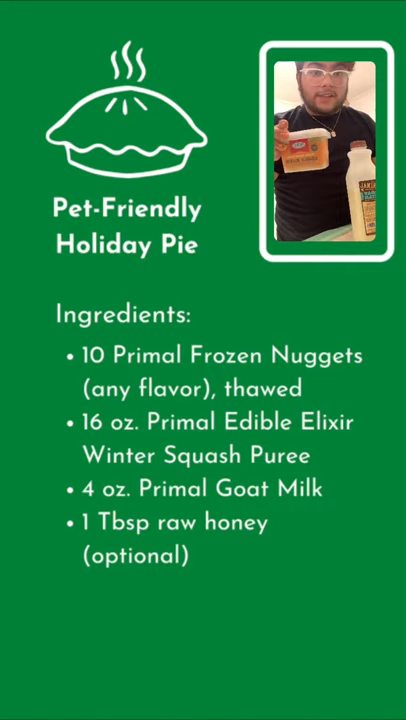 Pet-Friendly
Holiday Pie
Ingredients:
• 10 Primal Frozen Nuggets
(any flavor), thawed
• 16 oz. Primal Edible Elixir
Winter Squash Puree
• 4 oz. Primal Goat Milk
• 1 Tbsp raw honey
(optional)